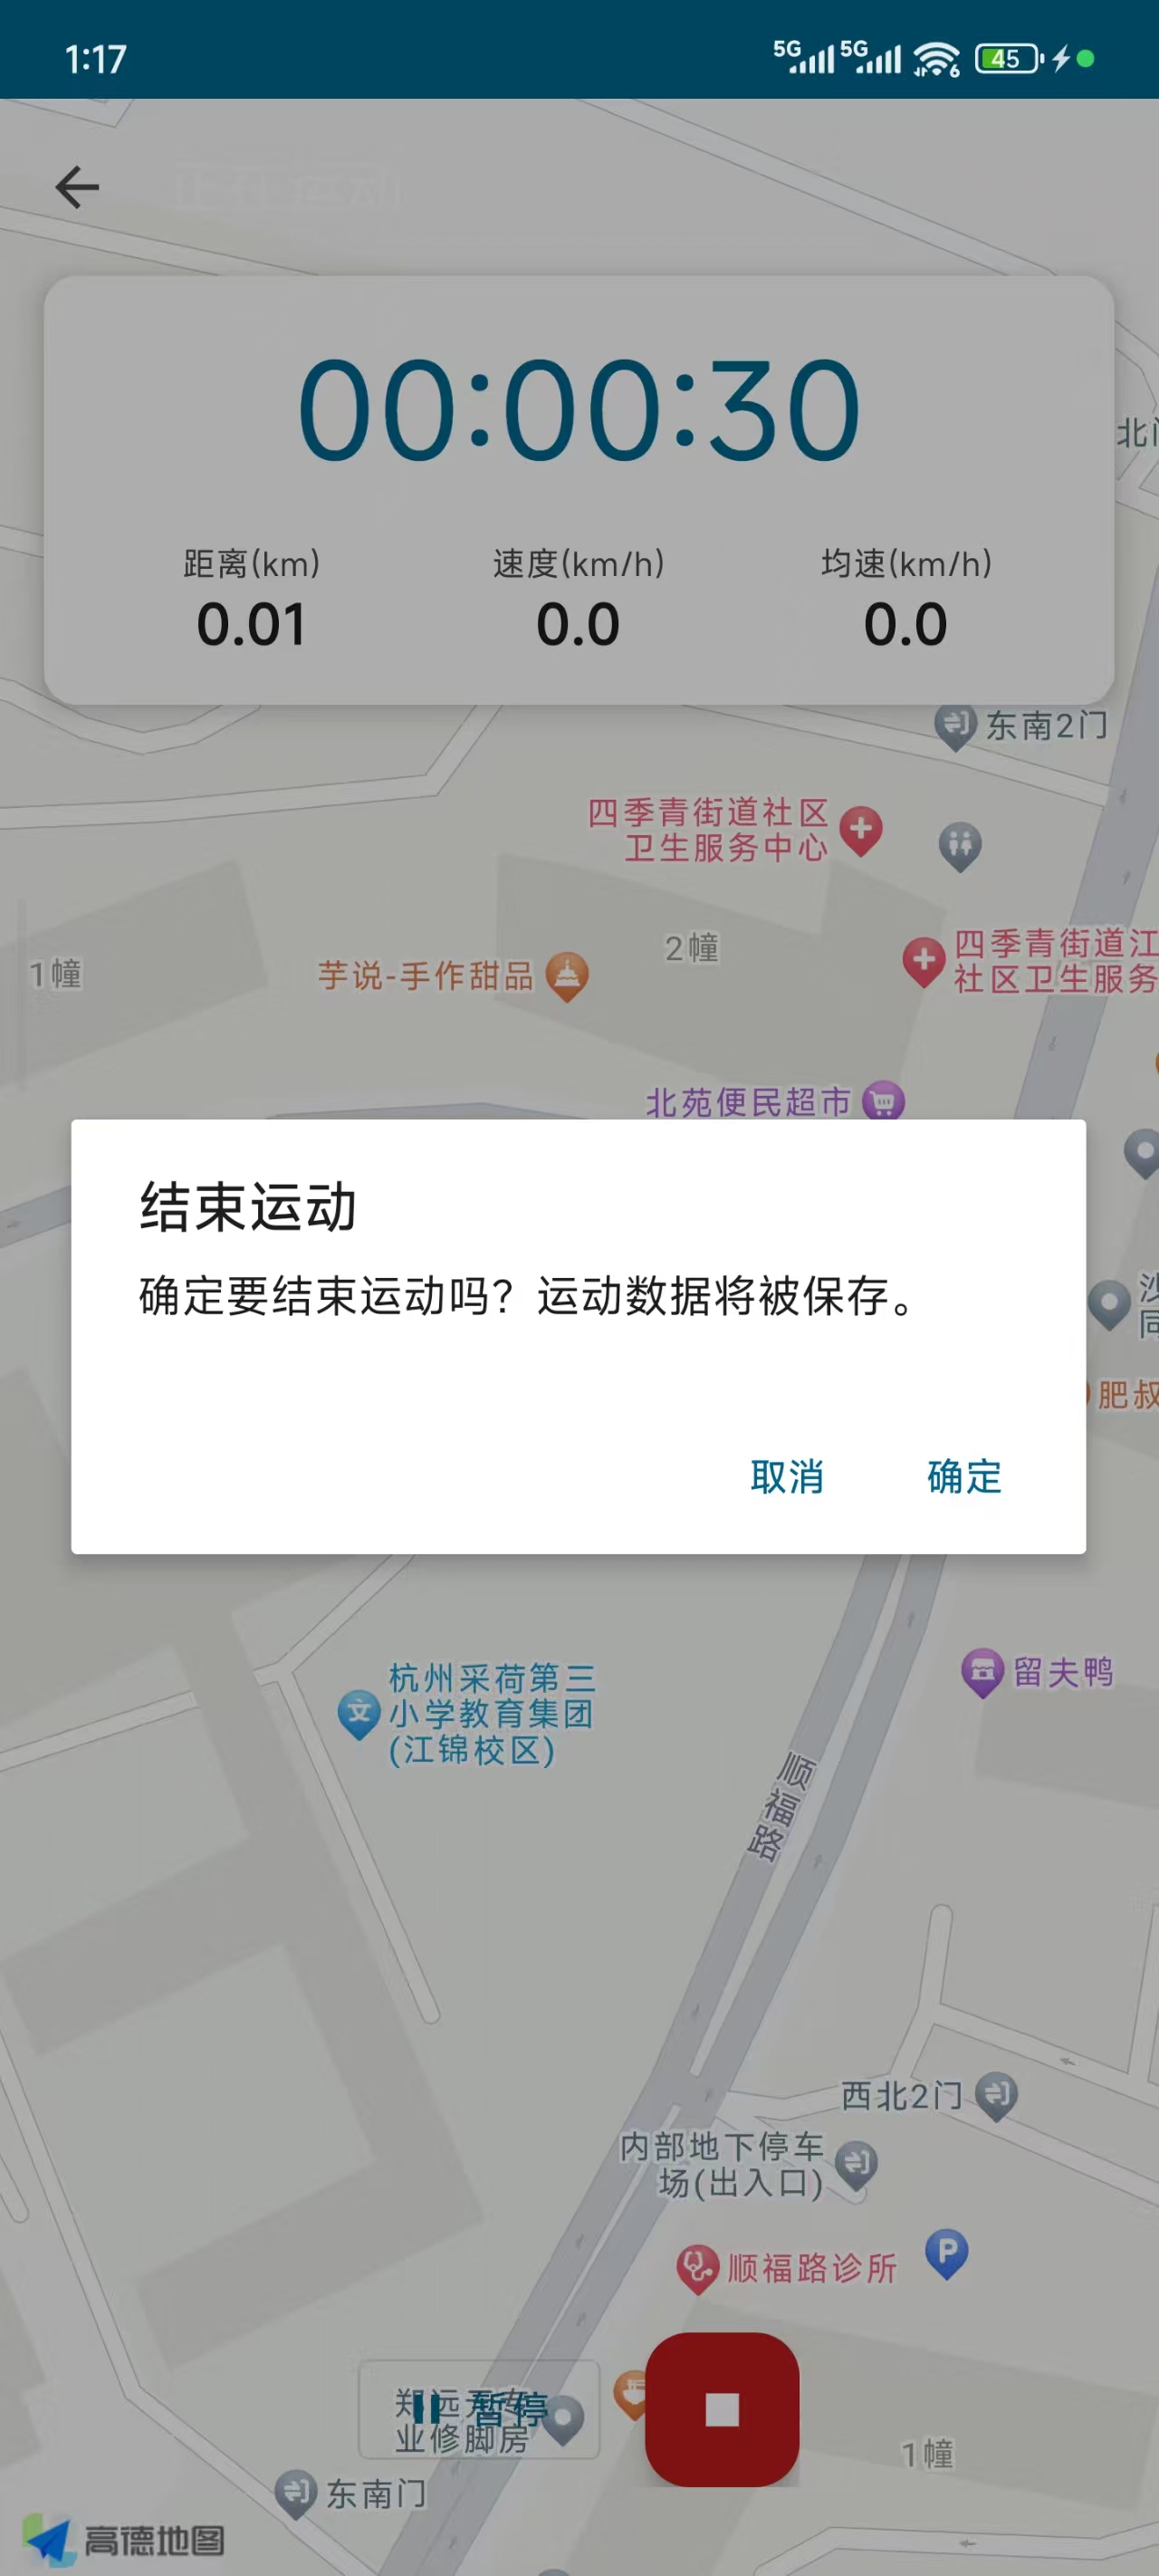 1:17
5G 5G 6 45
正在运动
00:00:30
北门
距离(km) 速度(km/h) 均速(km/h)
0.01 0.0 0.0
东南2门
四季青街道社区
卫生服务中心
四季青街道江
社区卫生服务
2幢
1幢
芋说-手作甜品
北苑便民超市
结束运动
确定要结束运动吗？运动数据将被保存。
同
肥叔
取消 确定
杭州采荷第三
小学教育集团
(江锦校区)
文
留夫鸭
顺福路
西北2门
内部地下停车
场(出入口)
P
顺福路诊所
暂停
业修脚房
1幢
东南门
高德地图